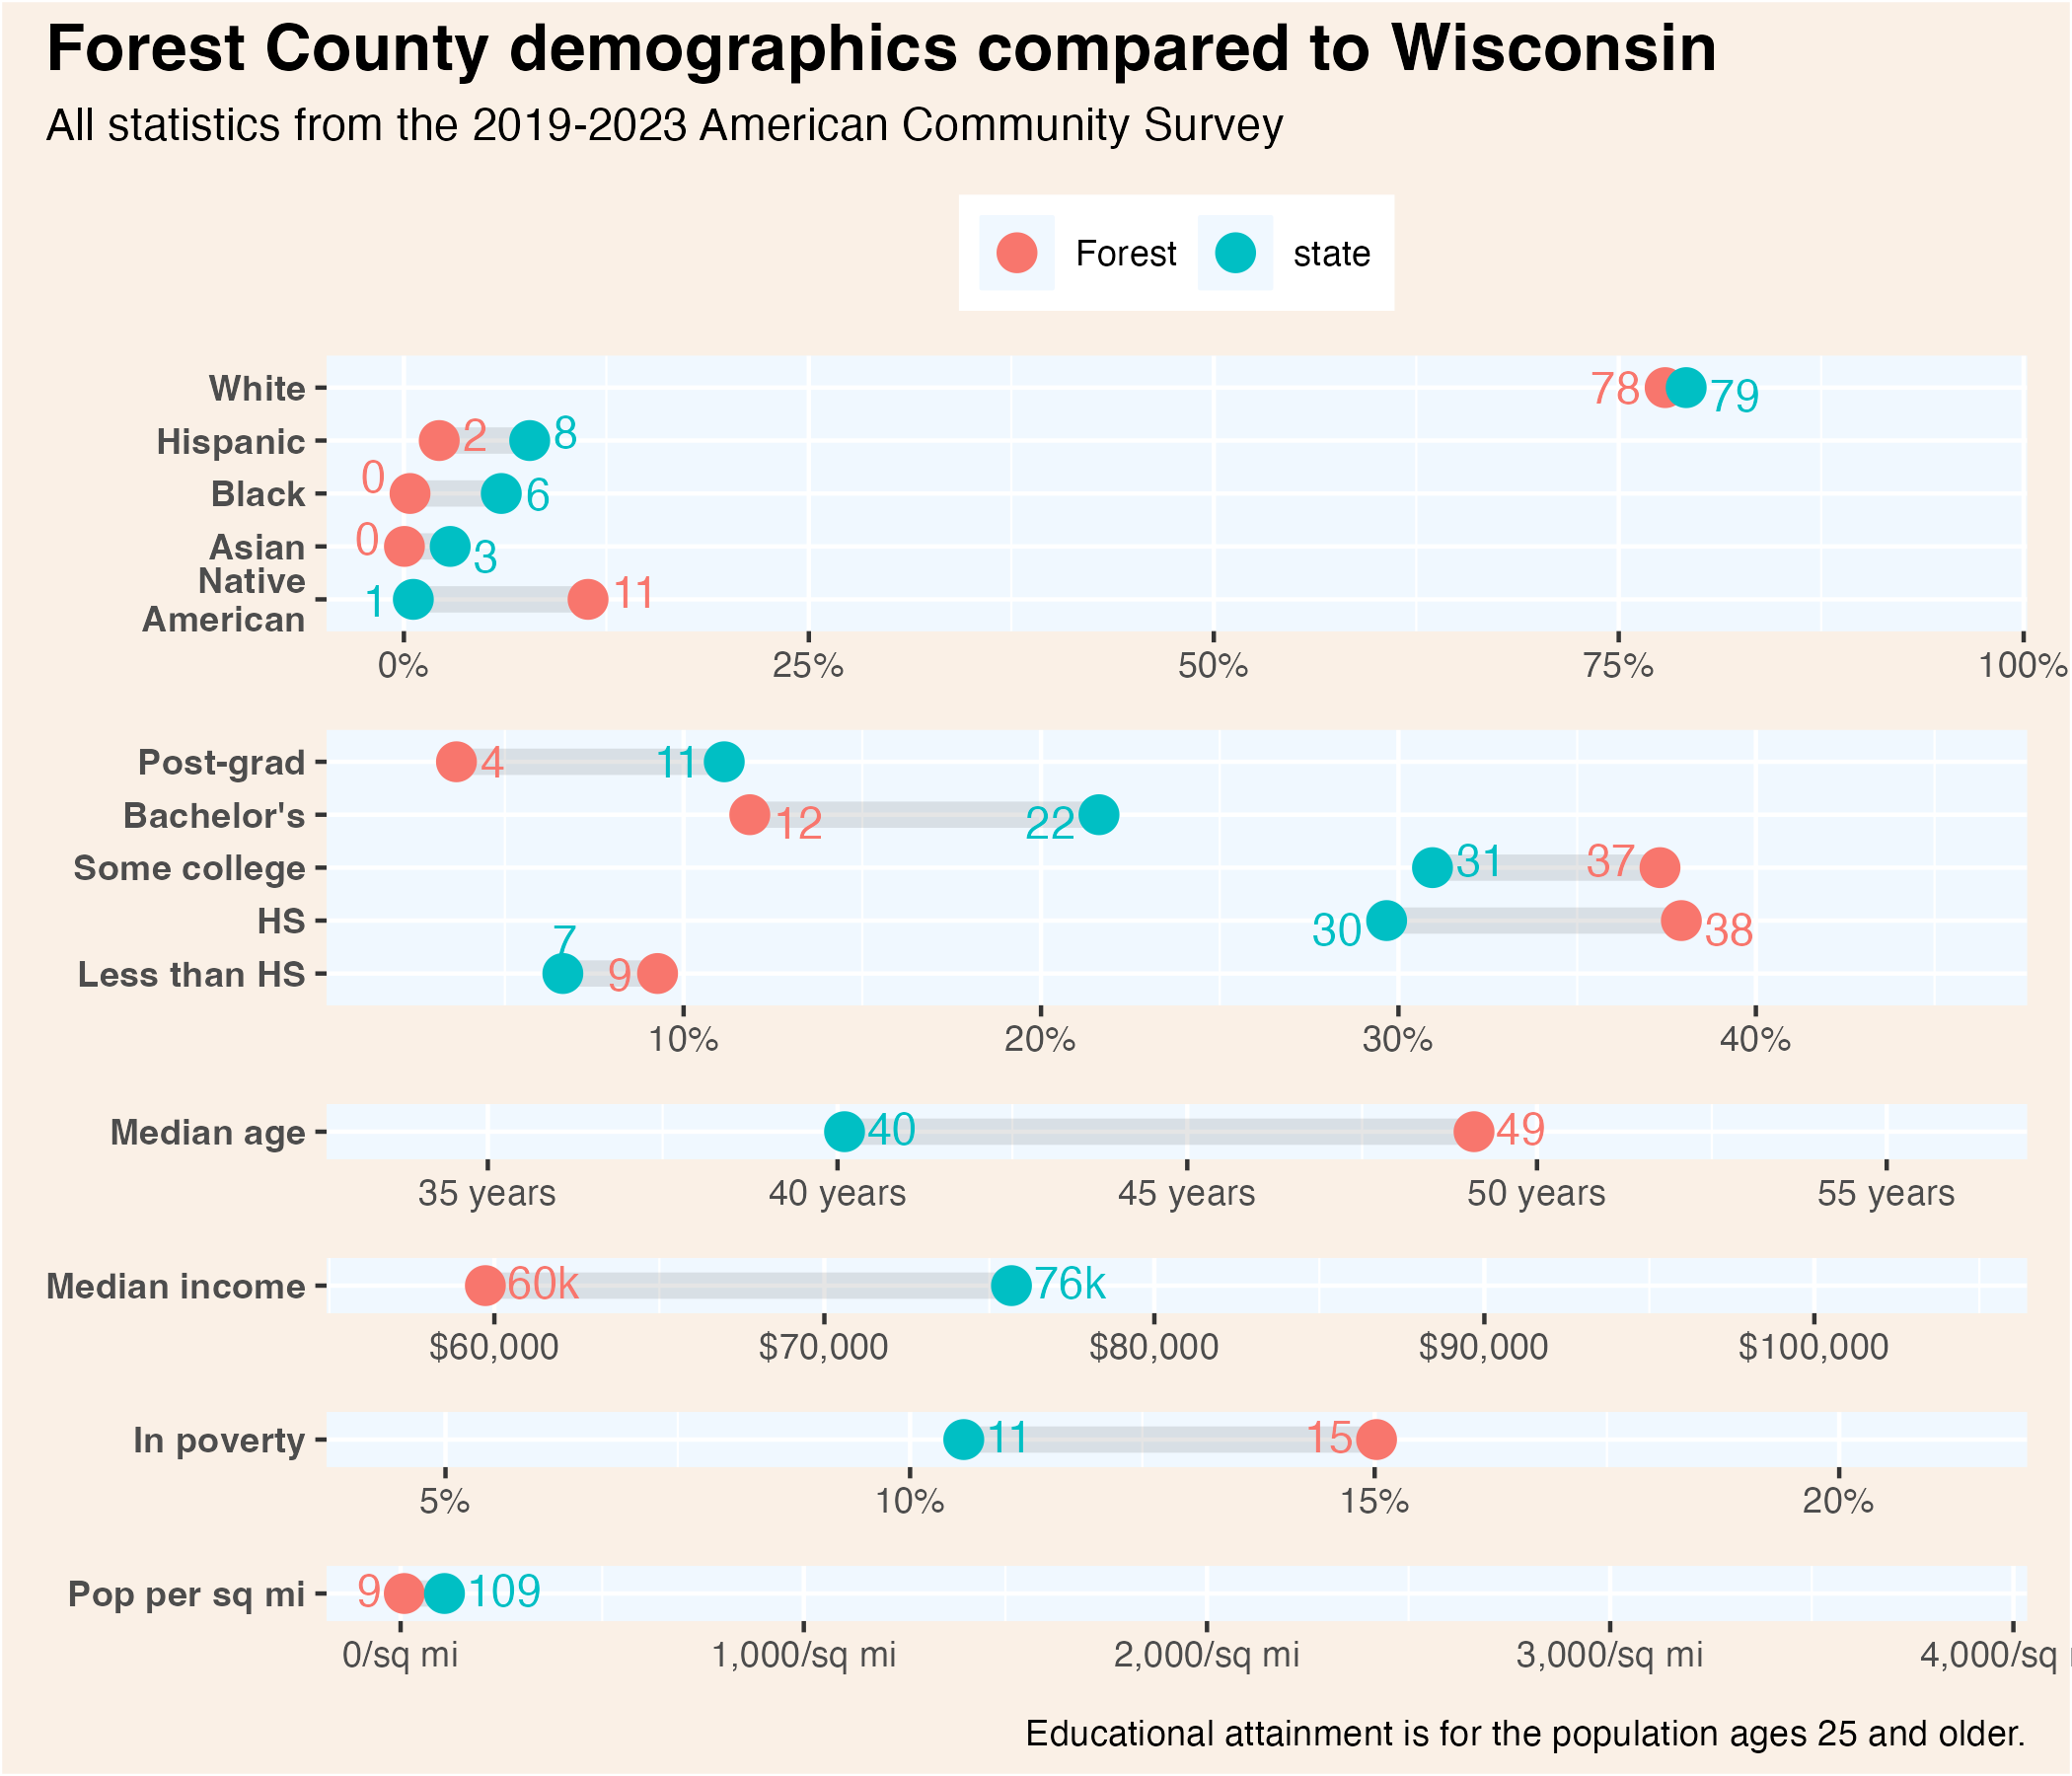 Forest County demographics compared to Wisconsin
All statistics from the 2019-2023 American Community Survey
Forest state
White 78 79
Hispanic 2 8
Black 0 6
Asian 0 3
Native
American 1 11
0% 25% 50% 75% 100%
Post-grad 4 11
Bachelor's 12 22
Some college 31 37
HS 30 38
Less than HS 7 9
10% 20% 30% 40%
Median age 40 49
35 years 40 years 45 years 50 years 55 years
Median income 60k 76k
$60,000 $70,000 $80,000 $90,000 $100,000
In poverty 11 15
5% 10% 15% 20%
Pop per sq mi 9 109
0/sq mi 1,000/sq mi 2,000/sq mi 3,000/sq mi 4,000/sq
Educational attainment is for the population ages 25 and older.